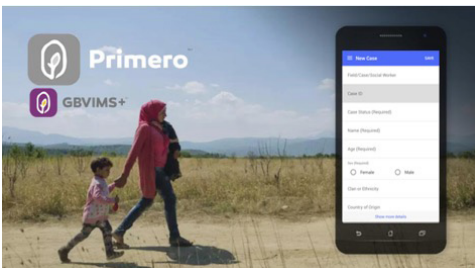 Primero
GBVIMS+
New Case
SAVE
Field/Case/Social Worker
Case ID
Case Status (Required)
Name (Required)
Age (Required)
Sex (Required)
Female
Male
Clan or Ethnicity
Country of Origin
Show more details